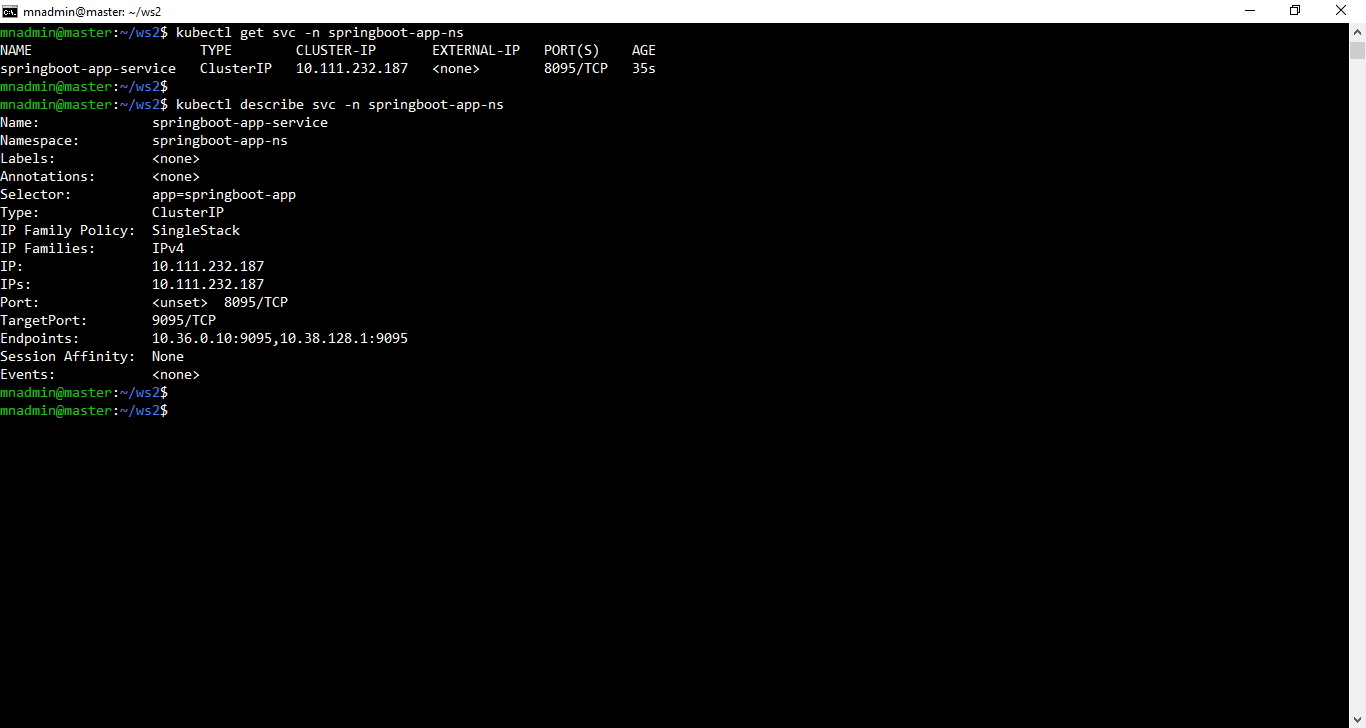 mnadmin@master: ~/ws2
mnadmin@master:~/ws2$ kubectl get svc -n springboot-app-ns
NAME                     TYPE        CLUSTER-IP       EXTERNAL-IP   PORT(S)    AGE
springboot-app-service   ClusterIP   10.111.232.187   <none>        8095/TCP   35s
mnadmin@master:~/ws2$
mnadmin@master:~/ws2$ kubectl describe svc -n springboot-app-ns
Name:              springboot-app-service
Namespace:         springboot-app-ns
Labels:            <none>
Annotations:       <none>
Selector:          app=springboot-app
Type:              ClusterIP
IP Family Policy:  SingleStack
IP Families:       IPv4
IP:                10.111.232.187
IPs:               10.111.232.187
Port:              <unset>  8095/TCP
TargetPort:        9095/TCP
Endpoints:         10.36.0.10:9095,10.38.128.1:9095
Session Affinity:  None
Events:            <none>
mnadmin@master:~/ws2$
mnadmin@master:~/ws2$